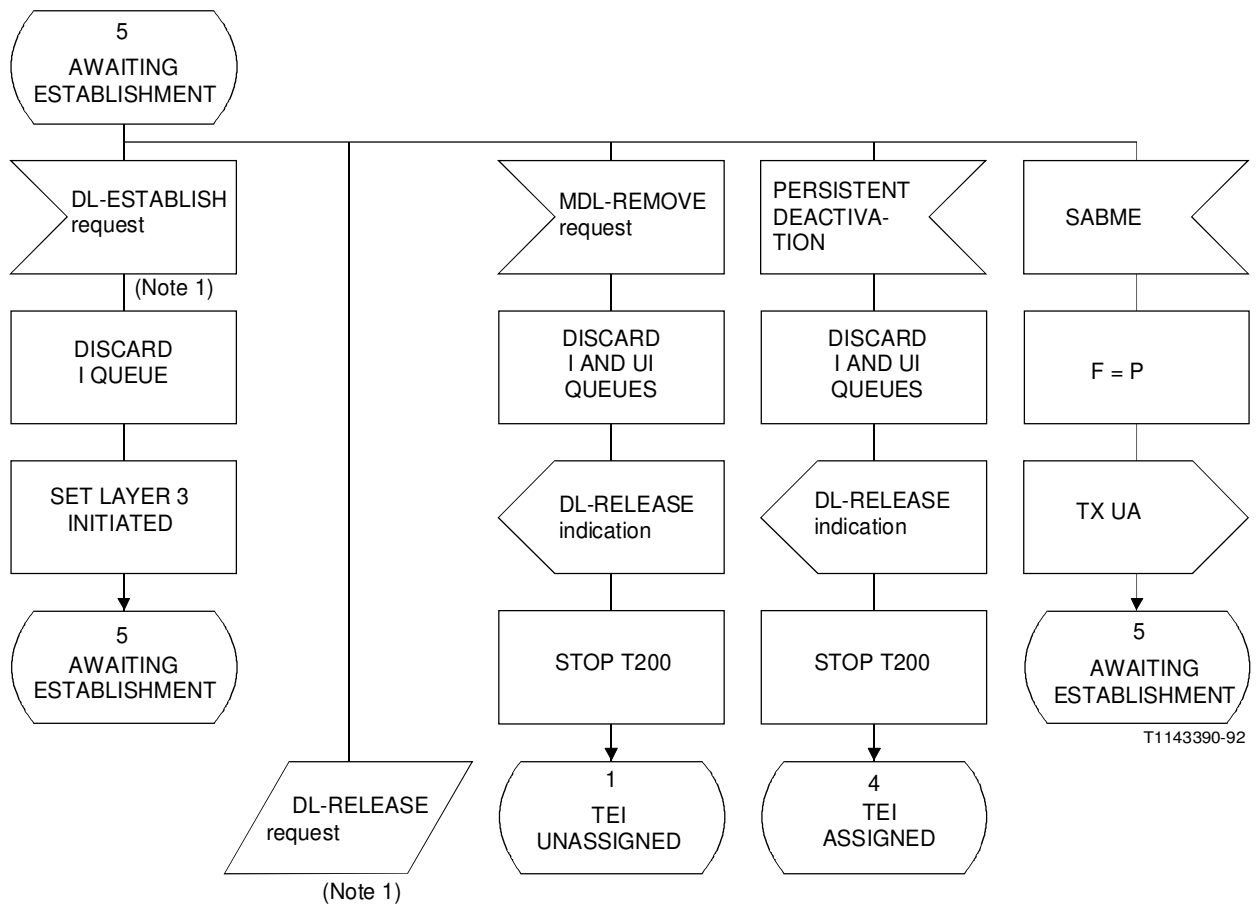 5
AWAITING
ESTABLISHMENT
DL-ESTABLISH
request
(Note 1)
DISCARD
I QUEUE
SET LAYER 3
INITIATED
5
AWAITING
ESTABLISHMENT
DL-RELEASE
request
(Note 1)
MDL-REMOVE
request
DISCARD
I AND UI
QUEUES
DL-RELEASE
indication
STOP T200
1
TEI
UNASSIGNED
PERSISTENT
DEACTIVA-
TION
DISCARD
I AND UI
QUEUES
DL-RELEASE
indication
STOP T200
4
TEI
ASSIGNED
SABME
F = P
TX UA
5
AWAITING
ESTABLISHMENT
T1143390-92